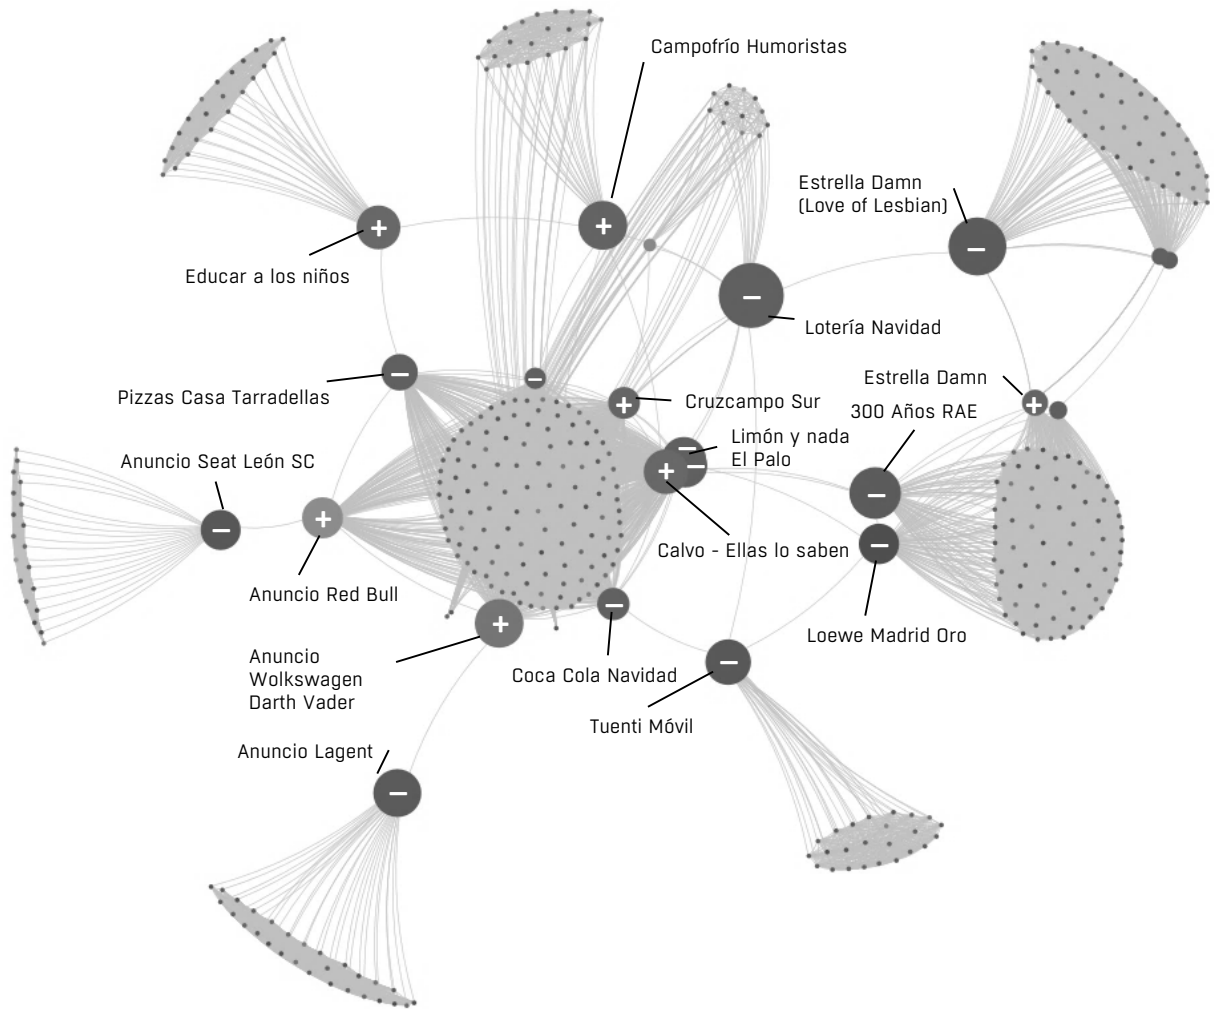 Campofrío Humoristas
Estrella Damn
(Love of Lesbian)
Educar a los niños
Lotería Navidad
Estrella Damn
Pizzas Casa Tarradellas
Cruzcampo Sur
300 Años RAE
Limón y nada
El Palo
Anuncio Seat León SC
Calvo - Ellas lo saben
Anuncio Red Bull
Loewe Madrid Oro
Anuncio
Wolkswagen
Darth Vader
Coca Cola Navidad
Tuenti Móvil
Anuncio Lagent